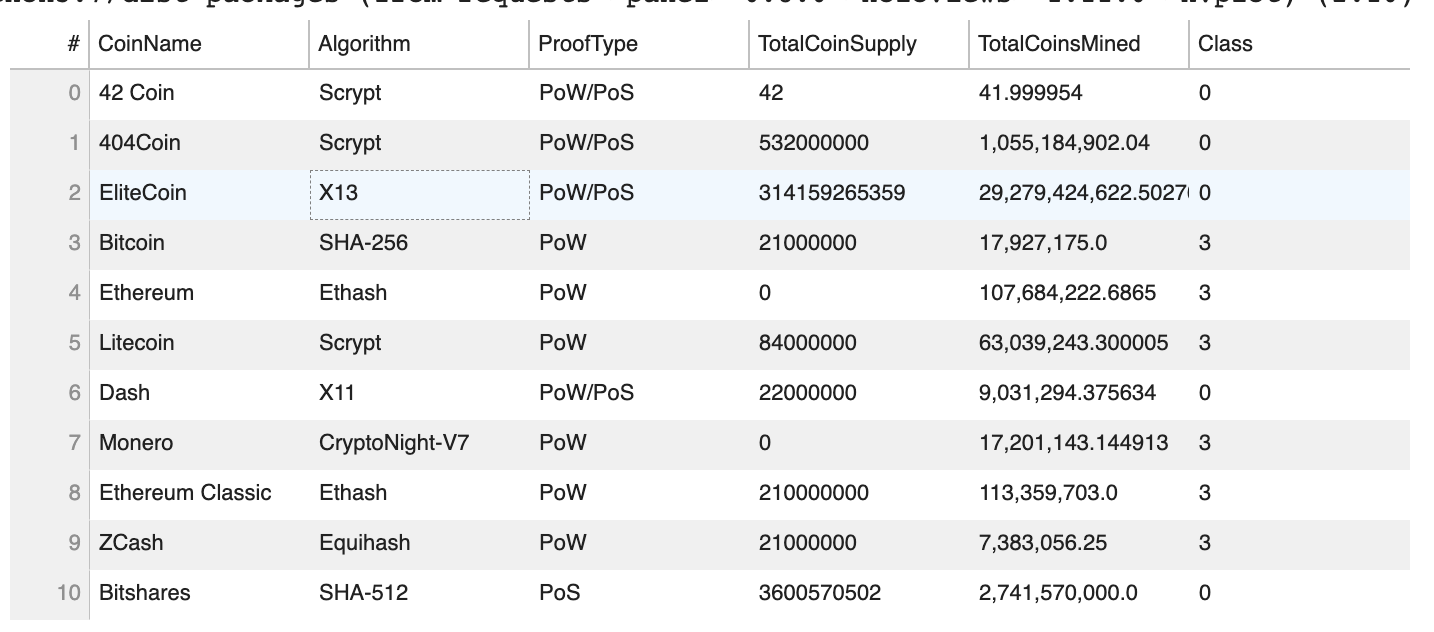 # CoinName Algorithm ProofType TotalCoinSupply TotalCoinsMined Class
0 42 Coin Scrypt PoW/PoS 42 41.999954 0
1 404Coin Scrypt PoW/PoS 532000000 1,055,184,902.04 0
2 EliteCoin X13 PoW/PoS 314159265359 29,279,424,622.5027 0
3 Bitcoin SHA-256 PoW 21000000 17,927,175.0 3
4 Ethereum Ethash PoW 0 107,684,222.6865 3
5 Litecoin Scrypt PoW 84000000 63,039,243.300005 3
6 Dash X11 PoW/PoS 22000000 9,031,294.375634 0
7 Monero CryptoNight-V7 PoW 0 17,201,143.144913 3
8 Ethereum Classic Ethash PoW 210000000 113,359,703.0 3
9 ZCash Equihash PoW 21000000 7,383,056.25 3
10 Bitshares SHA-512 PoS 3600570502 2,741,570,000.0 0